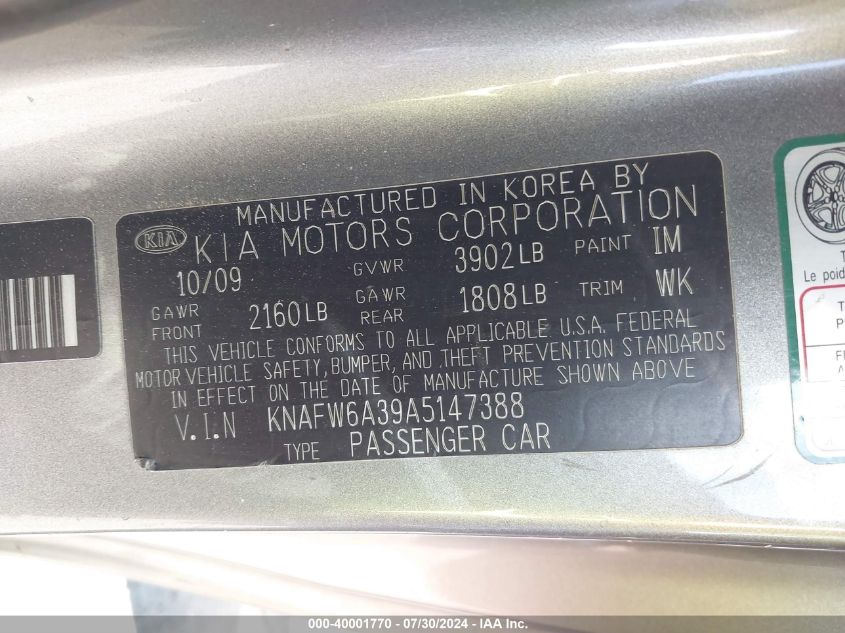 MANUFACTURED IN KOREA BY
KIA KIA MOTORS CORPORATION
10/09 GVWR 3902LB PAINT IM
GAWR FRONT 2160LB GAWR REAR 1808LB TRIM WK
THIS VEHICLE CONFORMS TO ALL APPLICABLE U.S.A. FEDERAL
MOTOR VEHICLE SAFETY, BUMPER, AND THEFT PREVENTION STANDARDS
IN EFFECT ON THE DATE OF MANUFACTURE SHOWN ABOVE
V.I.N KNAFW6A39A5147388
TYPE PASSENGER CAR
Le poid
000-40001770 / 07/30/2024 - IAA Inc.